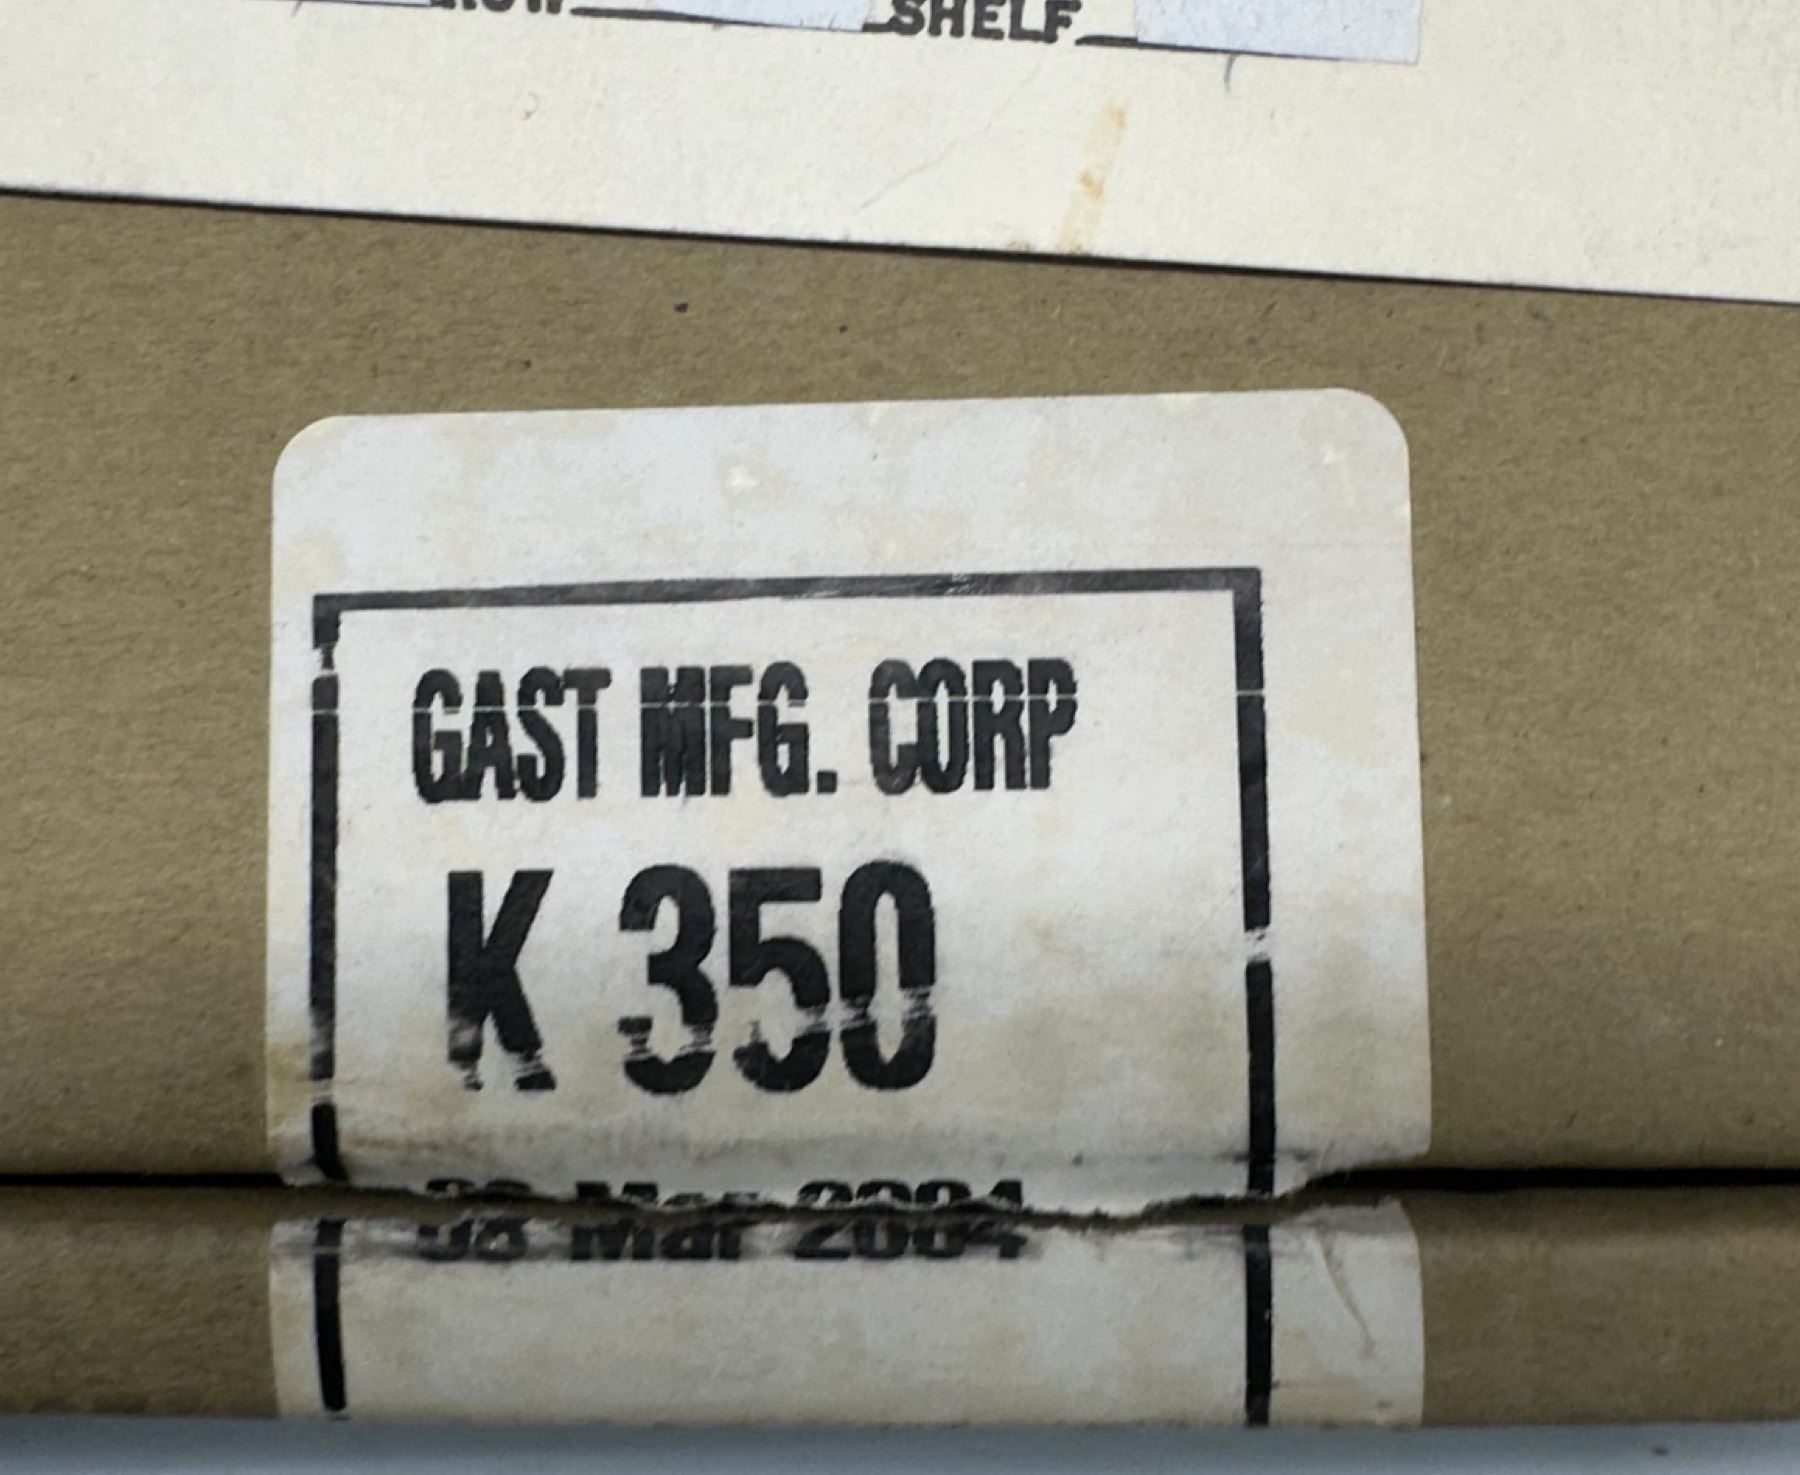 SHELF
GAST MFG. CORP
K 350
Mar 2004